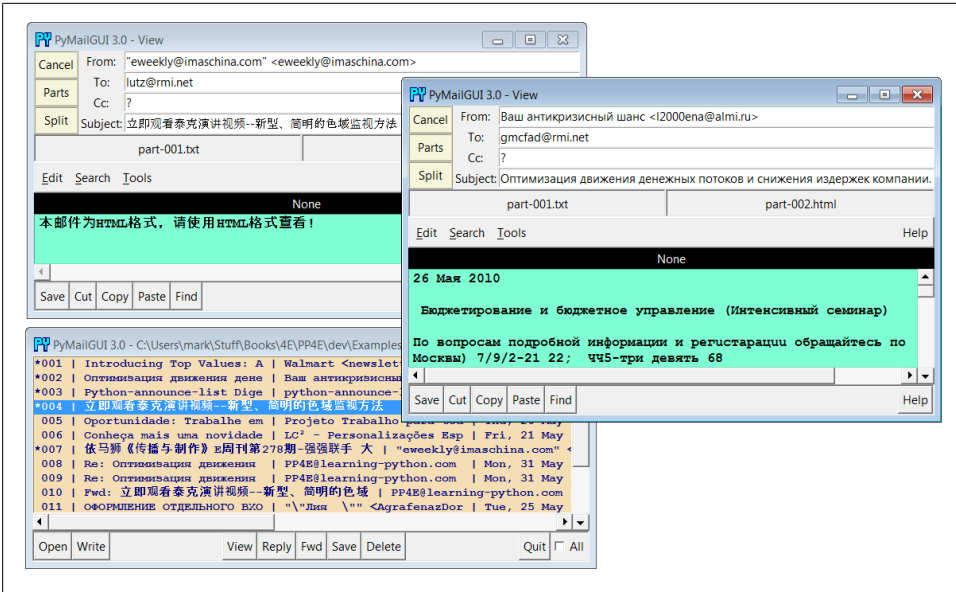 PyMailGUI 3.0 - View
Cancel
From: "eweekly@imaschina.com" <eweekly@imaschina.com>
Parts
To: lutz@rmi.net
Cc: ?
Split
Subject: 立即观看泰克演讲视频--新型、简明的色域监视方法
part-001.txt
Edit Search Tools
None
本邮件为HTML格式，请使用HTML格式查看！
Save Cut Copy Paste Find
PyMailGUI 3.0 - View
Cancel
From: Ваш антикризисный шанс <l2000ena@almi.ru>
Parts
To: gmcfad@rmi.net
Cc: ?
Split
Subject: Оптимизация движения денежных потоков и снижения издержек компании.
part-001.txt part-002.html
Edit Search Tools Help
None
26 Мая 2010
Бюджетирование и бюджетное управление (Интенсивный семинар)
По вопросам подробной информации и регистрации обращайтесь по
Москвы) 7/9/2-21 22; ЧЧ5-три девять 68
Save Cut Copy Paste Find Help
PyMailGUI 3.0 - C:\Users\mark\Stuff\Books\4E\PP4E\dev\Examples
*001 | Introducing Top Values: A | Walmart <newslet
*002 | Оптимизация движения дене | Ваш антикризисны
*003 | Python-announce-list Dige | python-announce-
*004 | 立即观看泰克演讲视频--新型、简明的色域监视方法
005 | Oportunidade: Trabalhe em | Projeto Trabalho
006 | Conheça mais uma novidade | LC² - Personalizações Esp | Fri, 21 May
*007 | 依马狮《传播与制作》E周刊第278期-强强联手 大 | "eweekly@imaschina.com" <
008 | Re: Оптимизация движения | PP4E@learning-python.com | Mon, 31 May
009 | Re: Оптимизация движения | PP4E@learning-python.com | Mon, 31 May
010 | Fwd: 立即观看泰克演讲视频--新型、简明的色域 | PP4E@learning-python.com
011 | ОФОРМЛЕНИЕ ОТДЕЛЬНОГО ВХО | "\"Лия \"" <AgrafenazDor | Tue, 25 May
Open Write View Reply Fwd Save Delete Quit All